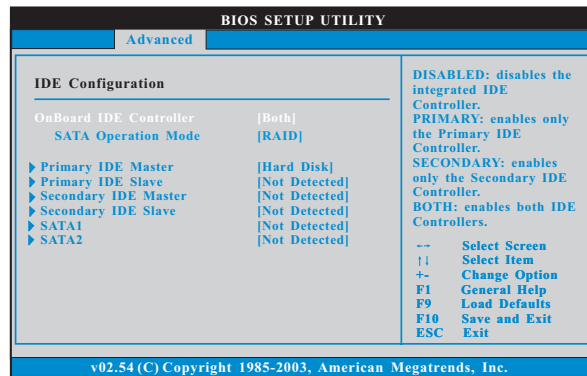 BIOS SETUP UTILITY
Advanced
IDE Configuration
OnBoard IDE Controller [Both]
SATA Operation Mode [RAID]
Primary IDE Master [Hard Disk]
Primary IDE Slave [Not Detected]
Secondary IDE Master [Not Detected]
Secondary IDE Slave [Not Detected]
SATA1 [Not Detected]
SATA2 [Not Detected]
DISABLED: disables the
integrated IDE
Controller.
PRIMARY: enables only
the Primary IDE
Controller.
SECONDARY: enables
only the Secondary IDE
Controller.
BOTH: enables both IDE
Controllers.
←→ Select Screen
↑↓ Select Item
+- Change Option
F1 General Help
F9 Load Defaults
F10 Save and Exit
ESC Exit
v02.54 (C) Copyright 1985-2003, American Megatrends, Inc.